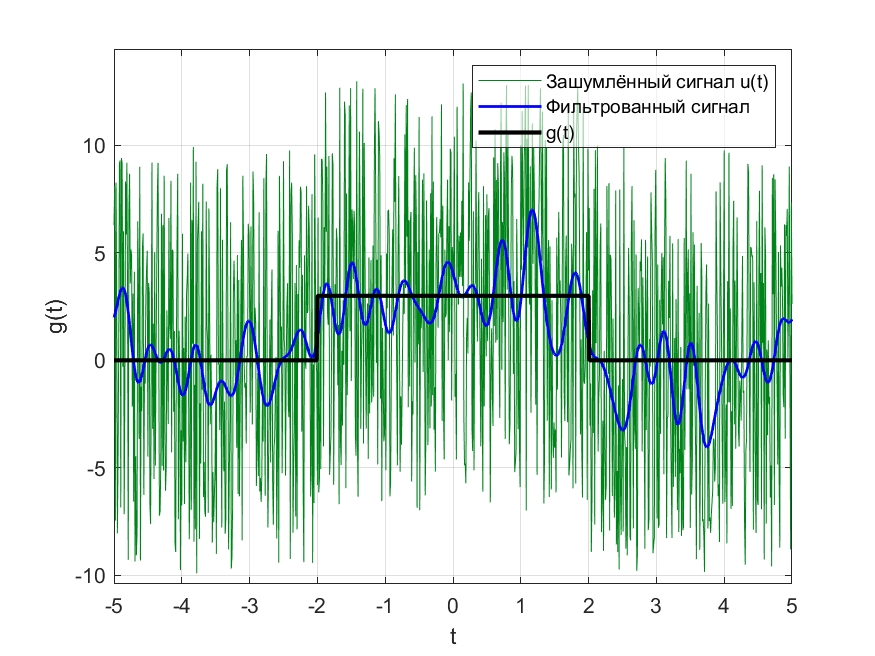 Зашумлённый сигнал u(t)
Фильтрованный сигнал
g(t)
10
5
0
-5
-10
g(t)
-5 -4 -3 -2 -1 0 1 2 3 4 5
t